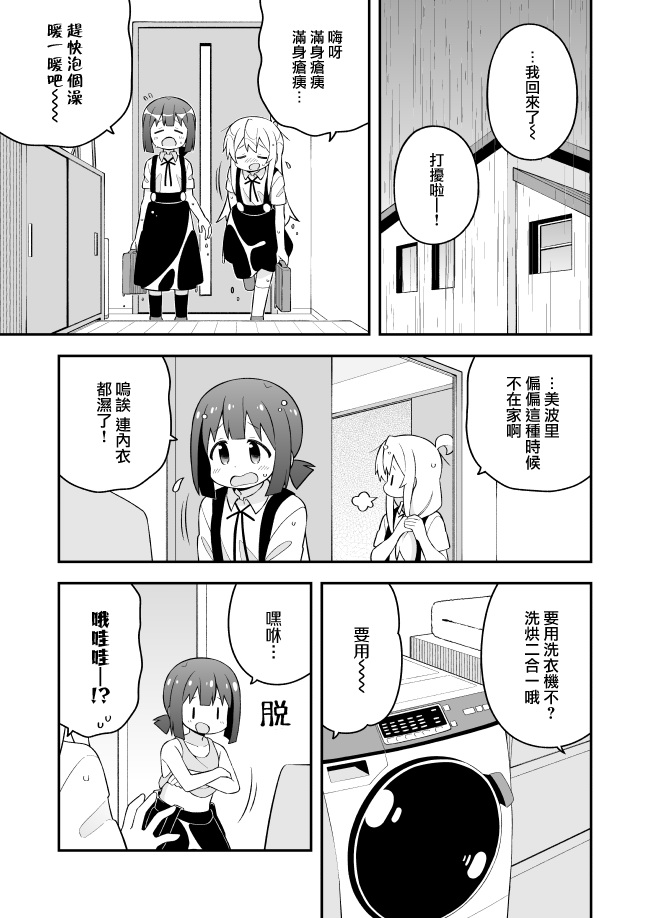 …我回來了～
打擾啦—！
嗨呀
滿身瘡痍
滿身瘡痍…
趕快泡個澡
暖一暖吧～
…美波里
偏偏這種時候
不在家啊
嗚誒 連內衣
都濕了！
要用洗衣機不？
洗烘二合一哦
要用～
嘿咻…
脱
哦哇哇—！？